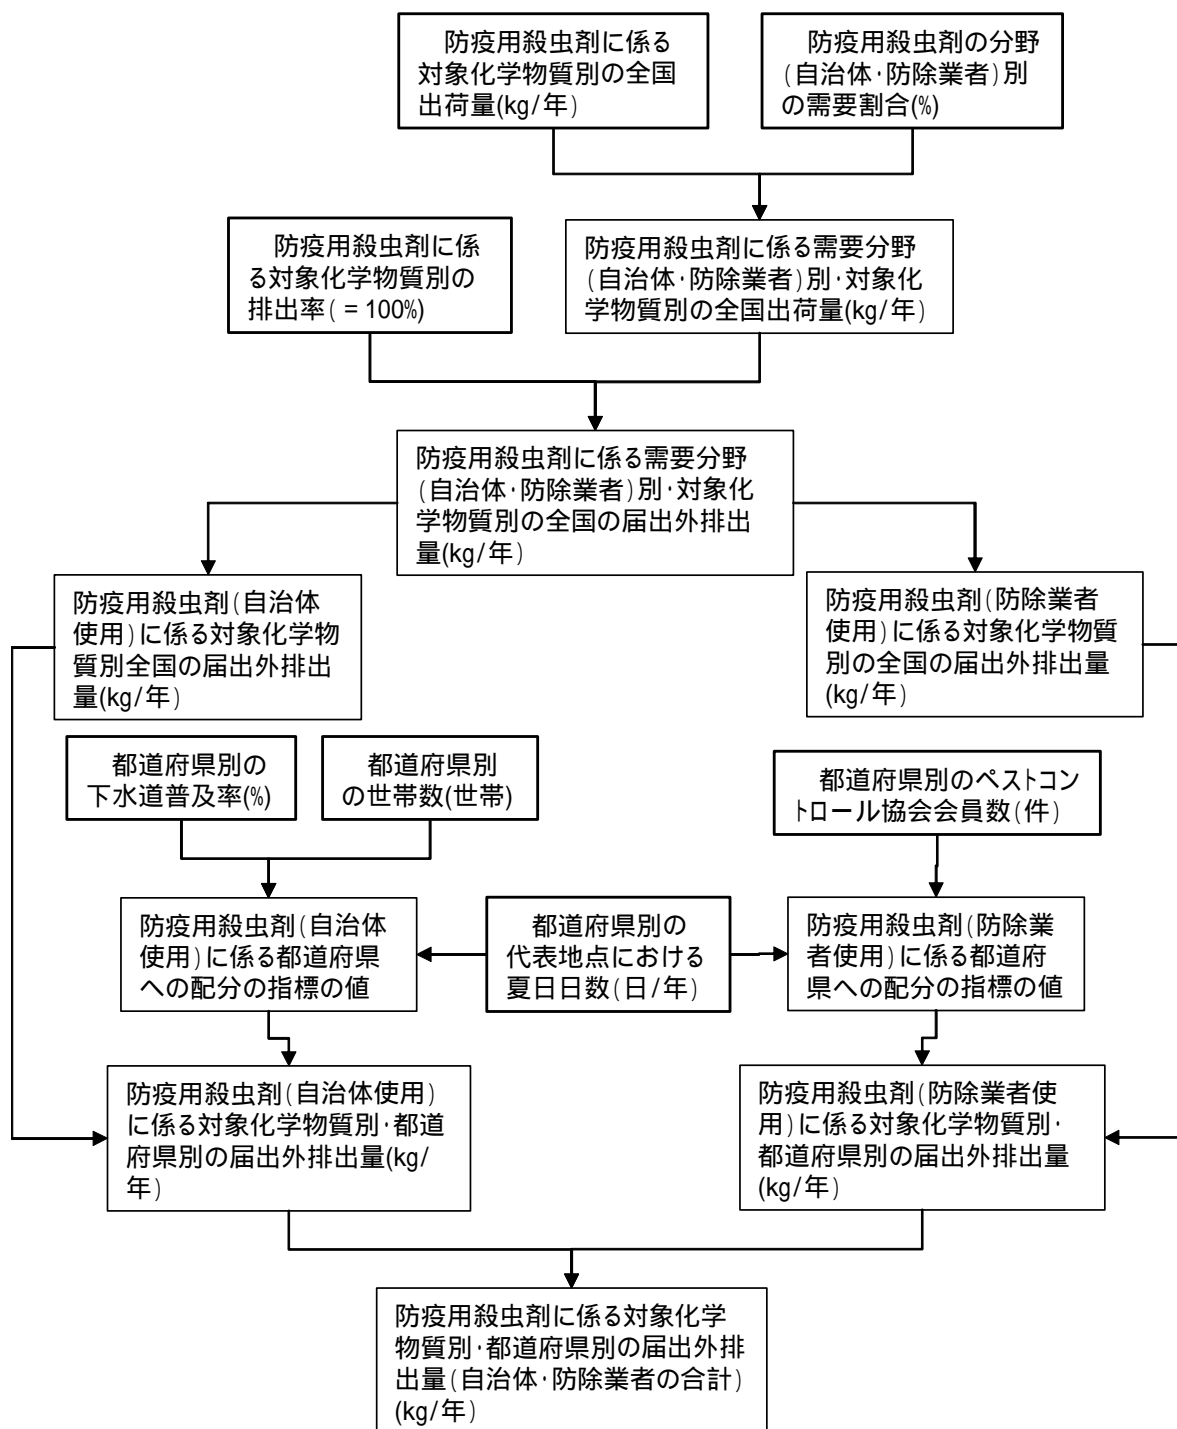 防疫用殺虫剤に係る
対象化学物質別の全国
出荷量(kg/年)
防疫用殺虫剤の分野
(自治体・防除業者)別
の需要割合(%)
防疫用殺虫剤に係
る対象化学物質別の
排出率(=100%)
防疫用殺虫剤に係る需要分野
(自治体・防除業者)別・対象化
学物質別の全国出荷量(kg/年)
防疫用殺虫剤に係る需要分野
(自治体・防除業者)別・対象化
学物質別の全国の届出外排出
量(kg/年)
防疫用殺虫剤(自治体
使用)に係る対象化学物
質別全国の届出外排出
量(kg/年)
防疫用殺虫剤(防除業者
使用)に係る対象化学物質
別の全国の届出外排出量
(kg/年)
都道府県別の
下水道普及率(%)
都道府県別
の世帯数(世帯)
都道府県別のペストコン
トロール協会会員数(件)
防疫用殺虫剤(自治体
使用)に係る都道府県
への配分の指標の値
都道府県別の
代表地点における
夏日日数(日/年)
防疫用殺虫剤(防除業
者使用)に係る都道府
県への配分の指標の値
防疫用殺虫剤(自治体使用)
に係る対象化学物質別・都道
府県別の届出外排出量(kg/
年)
防疫用殺虫剤(防除業者使
用)に係る対象化学物質別・
都道府県別の届出外排出量
(kg/年)
防疫用殺虫剤に係る対象化学
物質別・都道府県別の届出外排
出量(自治体・防除業者の合計)
(kg/年)